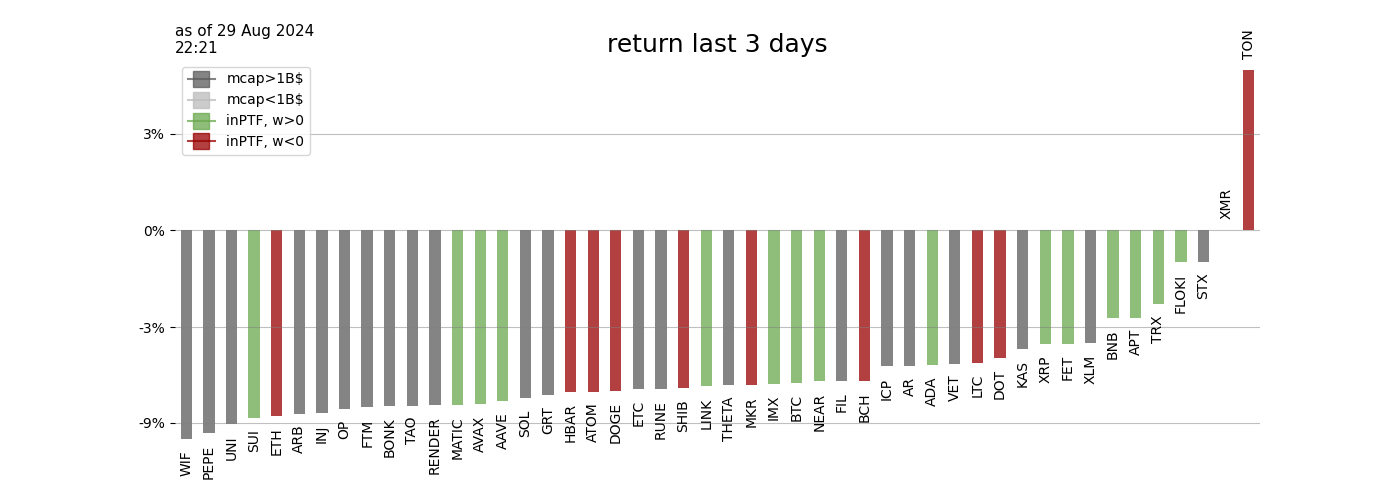 as of 29 Aug 2024
22:21
return last 3 days
mcap>1B$
mcap<1B$
inPTF, w>0
inPTF, w<0
3%
0%
-3%
-9%
WIF
PEPE
UNI
SUI
ETH
ARB
INJ
OP
FTM
BONK
TAO
RENDER
MATIC
AVAX
AAVE
SOL
GRT
HBAR
ATOM
DOGE
ETC
RUNE
SHIB
LINK
THETA
MKR
IMX
BTC
NEAR
FIL
BCH
ICP
AR
ADA
VET
LTC
DOT
KAS
XRP
FET
XLM
BNB
APT
TRX
FLOKI
STX
XMR
TON